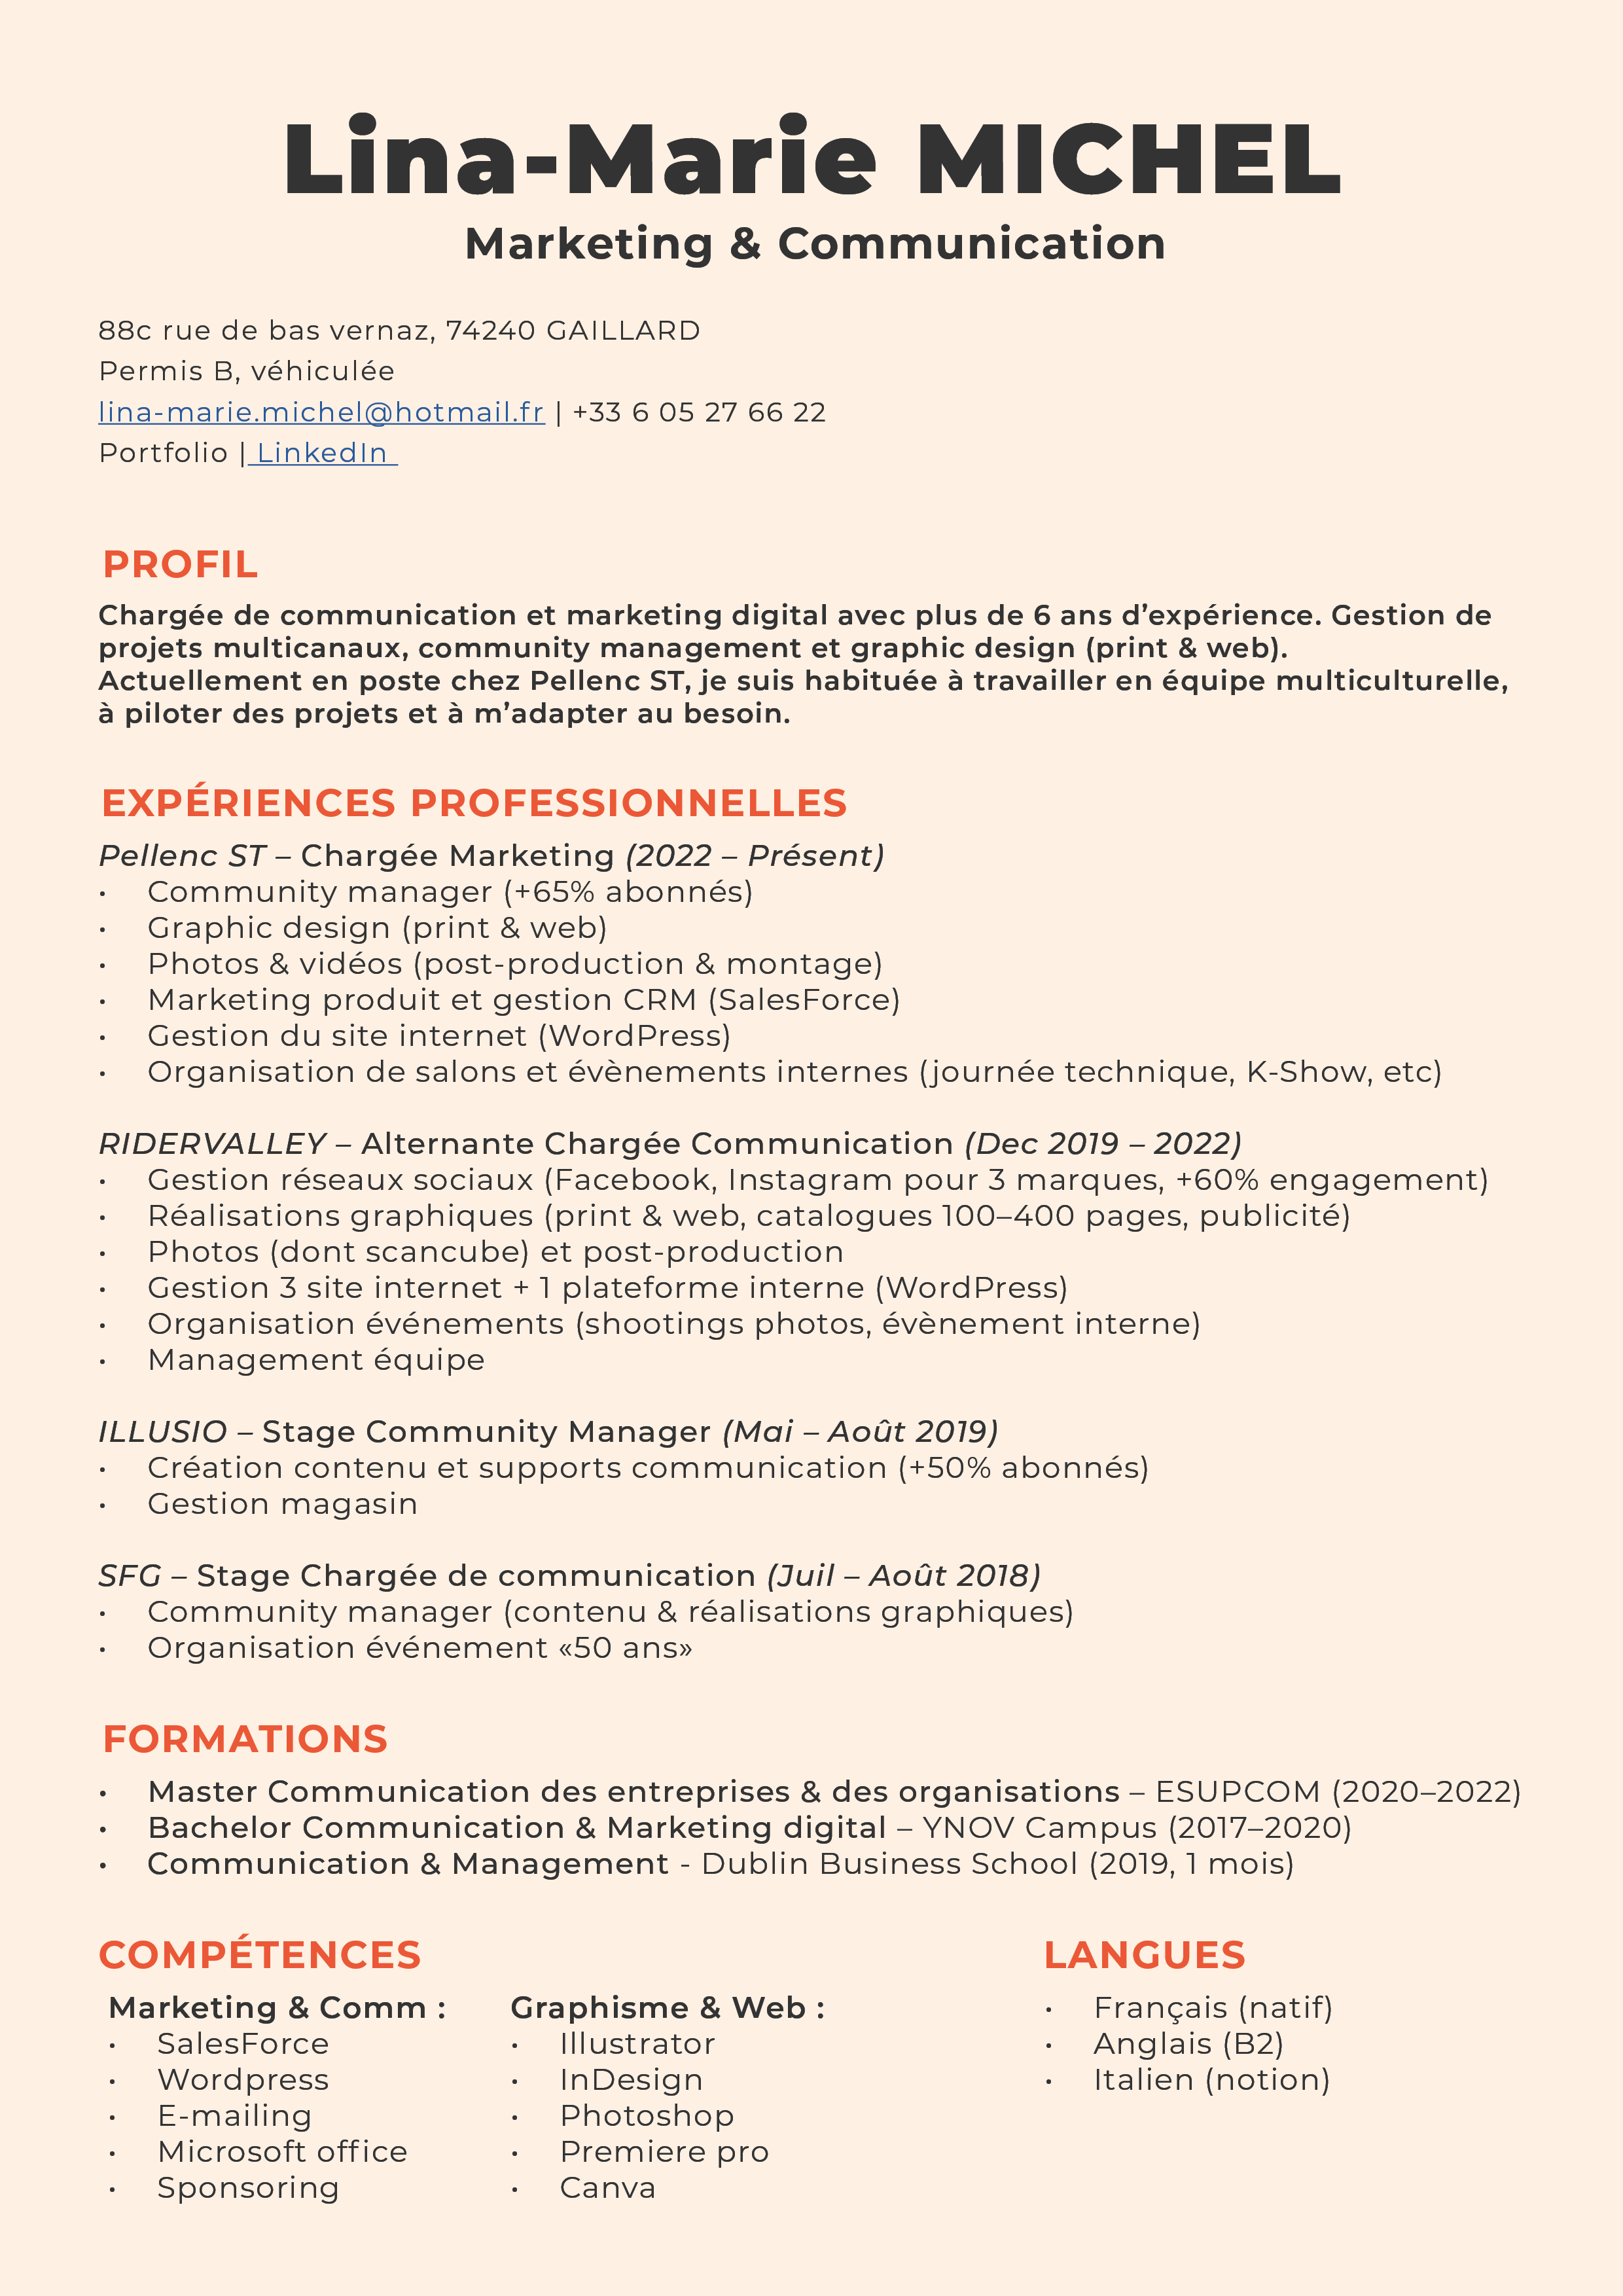 Lina-Marie MICHEL
Marketing & Communication
88c rue de bas vernaz, 74240 GAILLARD
Permis B, véhiculée
lina-marie.michel@hotmail.fr | +33 6 05 27 66 22
Portfolio | LinkedIn
PROFIL
Chargée de communication et marketing digital avec plus de 6 ans d’expérience. Gestion de
projets multicanaux, community management et graphic design (print & web).
Actuellement en poste chez Pellenc ST, je suis habituée à travailler en équipe multiculturelle,
à piloter des projets et à m’adapter au besoin.
EXPÉRIENCES PROFESSIONNELLES
Pellenc ST – Chargée Marketing (2022 – Présent)
• Community manager (+65% abonnés)
• Graphic design (print & web)
• Photos & vidéos (post-production & montage)
• Marketing produit et gestion CRM (SalesForce)
• Gestion du site internet (WordPress)
• Organisation de salons et évènements internes (journée technique, K-Show, etc)
RIDERVALLEY – Alternante Chargée Communication (Dec 2019 – 2022)
• Gestion réseaux sociaux (Facebook, Instagram pour 3 marques, +60% engagement)
• Réalisations graphiques (print & web, catalogues 100–400 pages, publicité)
• Photos (dont scancube) et post-production
• Gestion 3 site internet + 1 plateforme interne (WordPress)
• Organisation événements (shootings photos, évènement interne)
• Management équipe
ILLUSIO – Stage Community Manager (Mai – Août 2019)
• Création contenu et supports communication (+50% abonnés)
• Gestion magasin
SFG – Stage Chargée de communication (Juil – Août 2018)
• Community manager (contenu & réalisations graphiques)
• Organisation événement «50 ans»
FORMATIONS
• Master Communication des entreprises & des organisations – ESUPCOM (2020–2022)
• Bachelor Communication & Marketing digital – YNOV Campus (2017–2020)
• Communication & Management - Dublin Business School (2019, 1 mois)
COMPÉTENCES
Marketing & Comm :
• SalesForce
• Wordpress
• E-mailing
• Microsoft office
• Sponsoring
Graphisme & Web :
• Illustrator
• InDesign
• Photoshop
• Premiere pro
• Canva
LANGUES
• Français (natif)
• Anglais (B2)
• Italien (notion)